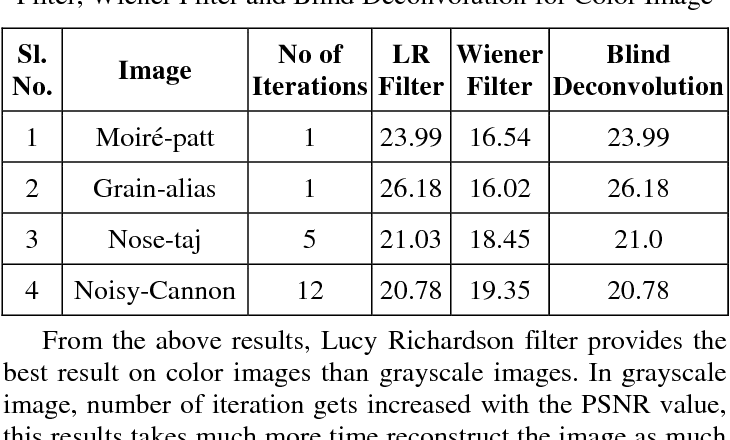 Filter, Wiener Filter and Blind Deconvolution for Color Image
Sl. No. Image No of Iterations LR Filter Wiener Filter Blind Deconvolution
1 Moiré-patt 1 23.99 16.54 23.99
2 Grain-alias 1 26.18 16.02 26.18
3 Nose-taj 5 21.03 18.45 21.0
4 Noisy-Cannon 12 20.78 19.35 20.78
From the above results, Lucy Richardson filter provides the
best result on color images than grayscale images. In grayscale
image, number of iteration gets increased with the PSNR value,
this results takes much more time reconstruct the image as much